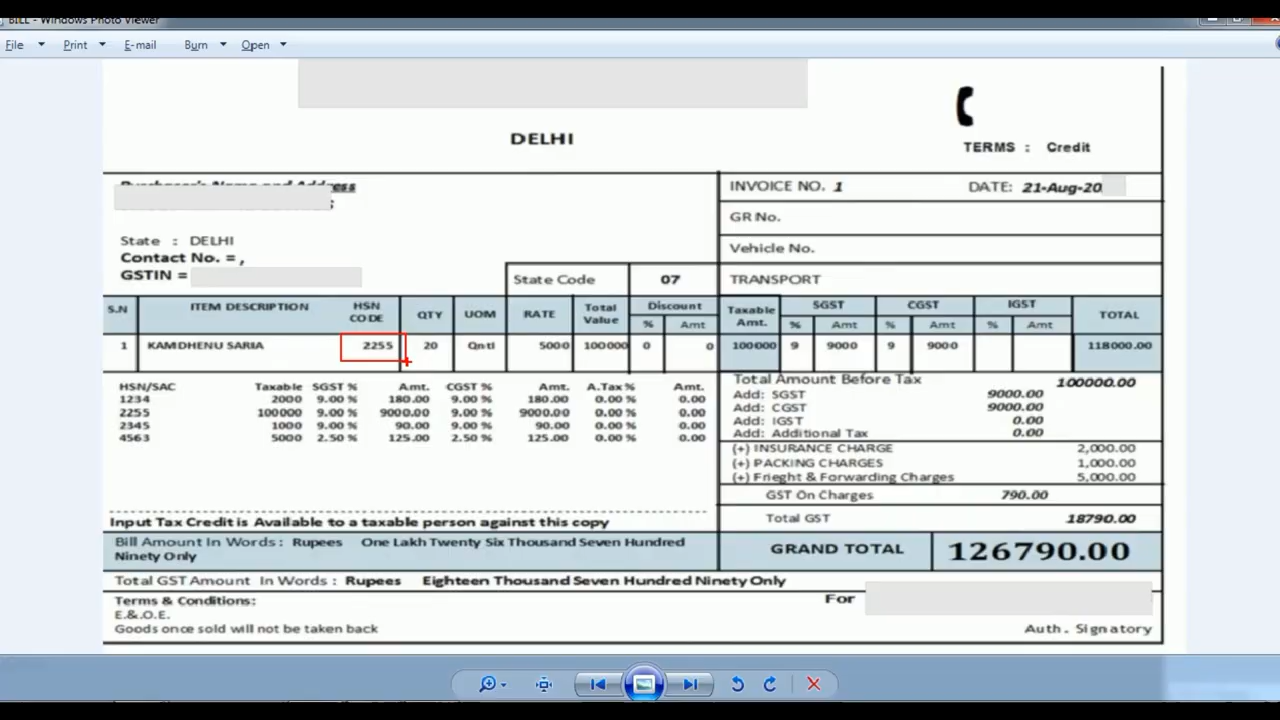 BILL - Windows Photo Viewer
File Print E-mail Burn Open
DELHI
TERMS : Credit
Purchaser's Name and Address
INVOICE NO. 1 DATE: 21-Aug-20
GR No.
State : DELHI
Vehicle No.
Contact No. = ,
GSTIN =
State Code 07 TRANSPORT
S.N ITEM DESCRIPTION HSN CODE QTY UOM RATE Total Value Discount % Amt Taxable Amt. SGST % Amt CGST % Amt IGST % Amt TOTAL
1 KAMDHENU SARIA 2255 20 Qntl 5000 100000 0 0 100000 9 9000 9 9000 118000.00
HSN/SAC Taxable SGST % Amt. CGST % Amt. A.Tax % Amt.
1234 2000 9.00 % 180.00 9.00 % 180.00 0.00 % 0.00
2255 100000 9.00 % 9000.00 9.00 % 9000.00 0.00 % 0.00
2345 1000 9.00 % 90.00 9.00 % 90.00 0.00 % 0.00
4563 5000 2.50 % 125.00 2.50 % 125.00 0.00 % 0.00
Total Amount Before Tax 100000.00
Add: SGST 9000.00
Add: CGST 9000.00
Add: IGST 0.00
Add: Additional Tax 0.00
(+) INSURANCE CHARGE 2,000.00
(+) PACKING CHARGES 1,000.00
(+) Frieght & Forwarding Charges 5,000.00
GST On Charges 790.00
Input Tax Credit is Available to a taxable person against this copy
Total GST 18790.00
Bill Amount In Words : Rupees One Lakh Twenty Six Thousand Seven Hundred
Ninety Only
GRAND TOTAL 126790.00
Total GST Amount In Words : Rupees Eighteen Thousand Seven Hundred Ninety Only
Terms & Conditions:
For
E.&.O.E.
Goods once sold will not be taken back
Auth. Signatory